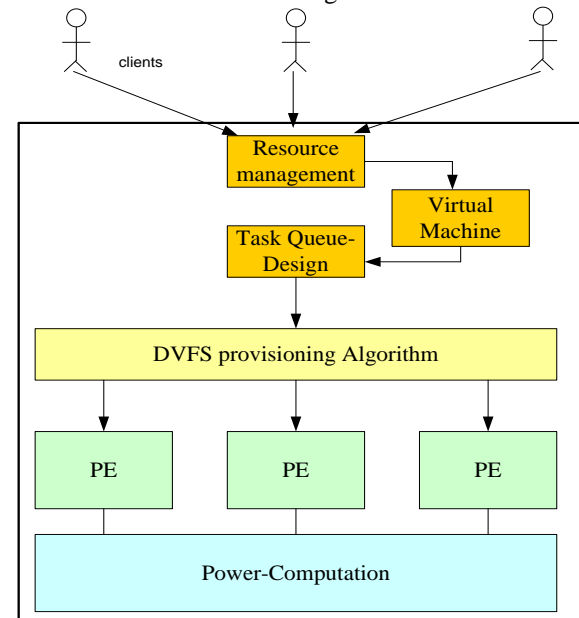 clients
Resource
management
Virtual
Machine
Task Queue-
Design
DVFS provisioning Algorithm
PE PE PE
Power-Computation